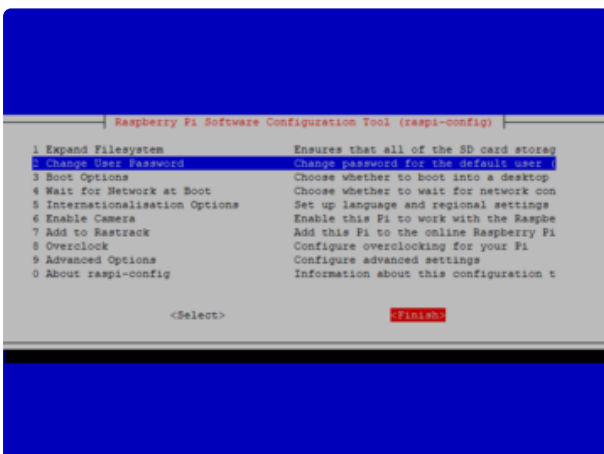 Raspberry Pi Software Configuration Tool (raspi-config)
1 Expand Filesystem Ensures that all of the SD card storag
2 Change User Password Change password for the default user (
3 Boot Options Choose whether to boot into a desktop
4 Wait for Network at Boot Choose whether to wait for network con
5 Internationalisation Options Set up language and regional settings
6 Enable Camera Enable this Pi to work with the Raspbe
7 Add to Rastrack Add this Pi to the online Raspberry Pi
8 Overclock Configure overclocking for your Pi
9 Advanced Options Configure advanced settings
0 About raspi-config Information about this configuration t
<Select> <Finish>